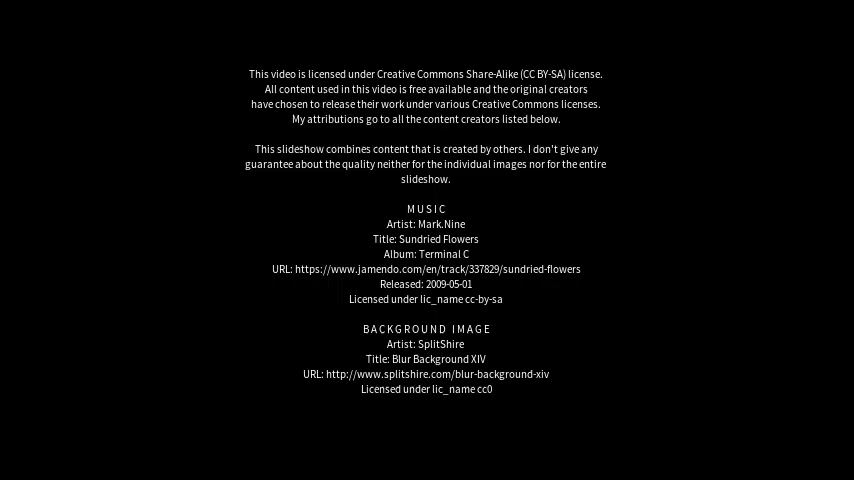 This video is licensed under Creative Commons Share-Alike (CC BY-SA) license.
All content used in this video is free available and the original creators
have chosen to release their work under various Creative Commons licenses.
My attributions go to all the content creators listed below.
This slideshow combines content that is created by others. I don't give any
guarantee about the quality neither for the individual images nor for the entire
slideshow.
MUSIC
Artist: Mark.Nine
Title: Sundried Flowers
Album: Terminal C
URL: https://www.jamendo.com/en/track/337829/sundried-flowers
Released: 2009-05-01
Licensed under lic_name cc-by-sa
BACKGROUND IMAGE
Artist: SplitShire
Title: Blur Background XIV
URL: http://www.splitshire.com/blur-background-xiv
Licensed under lic_name cc0